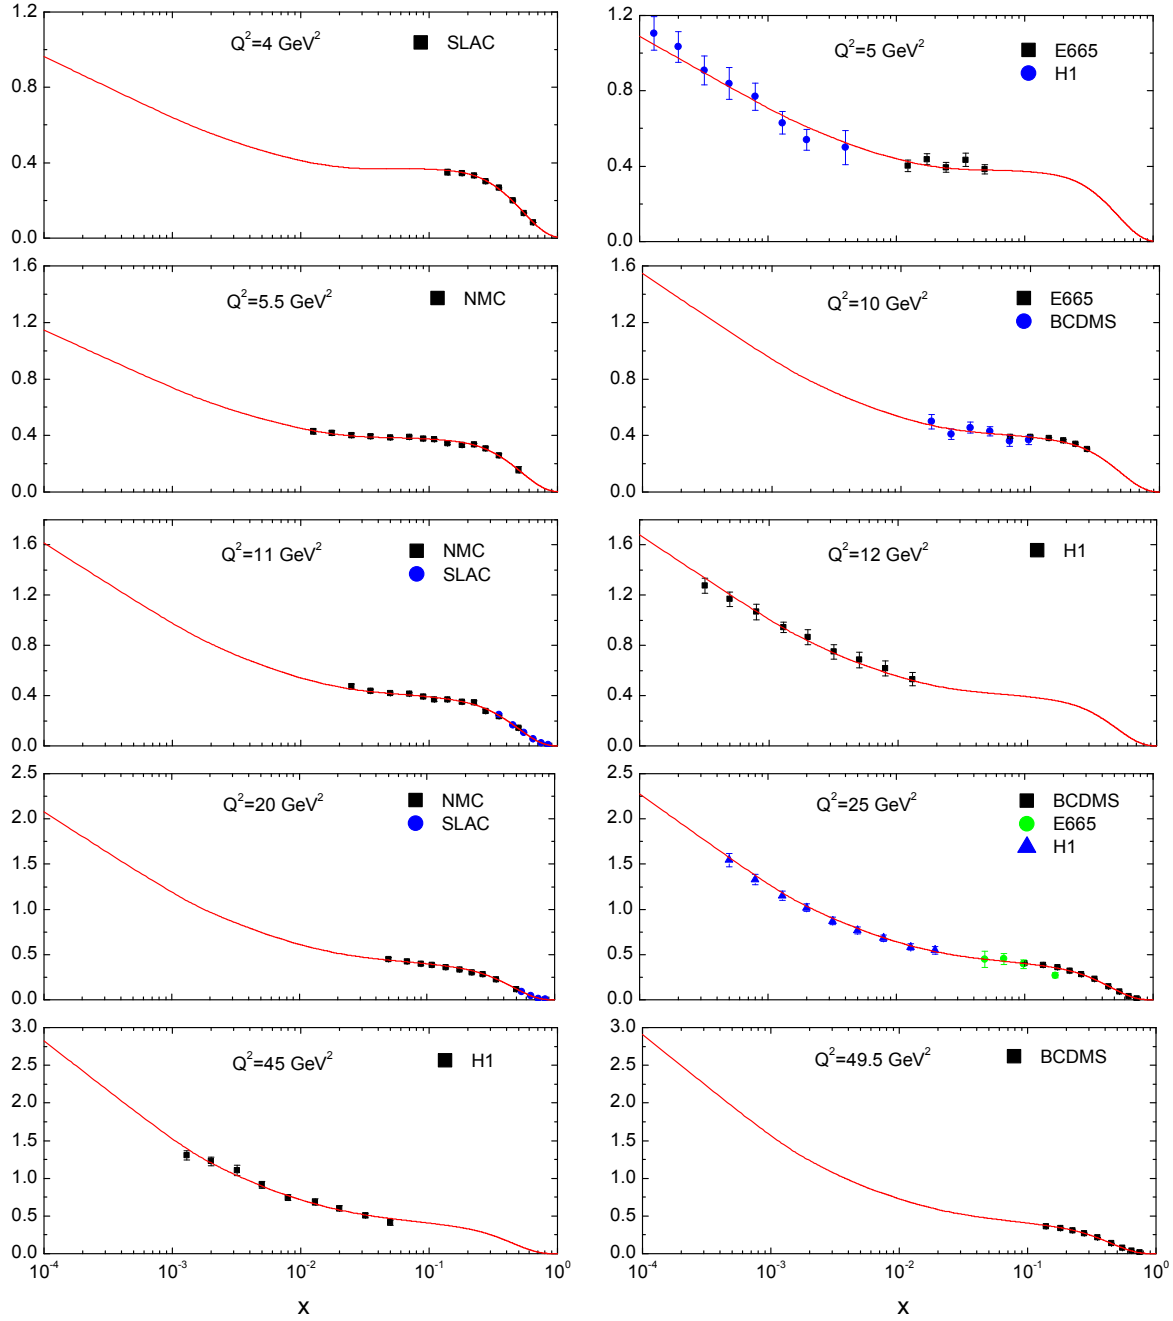 1.2
0.8
0.4
0.0
Q²=4 GeV²
SLAC
1.2
0.8
0.4
0.0
Q²=5 GeV²
E665
H1
1.6
1.2
0.8
0.4
0.0
Q²=5.5 GeV²
NMC
1.6
1.2
0.8
0.4
0.0
Q²=10 GeV²
E665
BCDMS
1.6
1.2
0.8
0.4
0.0
Q²=11 GeV²
NMC
SLAC
1.6
1.2
0.8
0.4
0.0
Q²=12 GeV²
H1
2.5
2.0
1.5
1.0
0.5
0.0
Q²=20 GeV²
NMC
SLAC
2.5
2.0
1.5
1.0
0.5
0.0
Q²=25 GeV²
BCDMS
E665
H1
3.0
2.5
2.0
1.5
1.0
0.5
0.0
Q²=45 GeV²
H1
10⁻⁴ 10⁻³ 10⁻² 10⁻¹ 10⁰
x
3.0
2.5
2.0
1.5
1.0
0.5
0.0
Q²=49.5 GeV²
BCDMS
10⁻⁴ 10⁻³ 10⁻² 10⁻¹ 10⁰
x